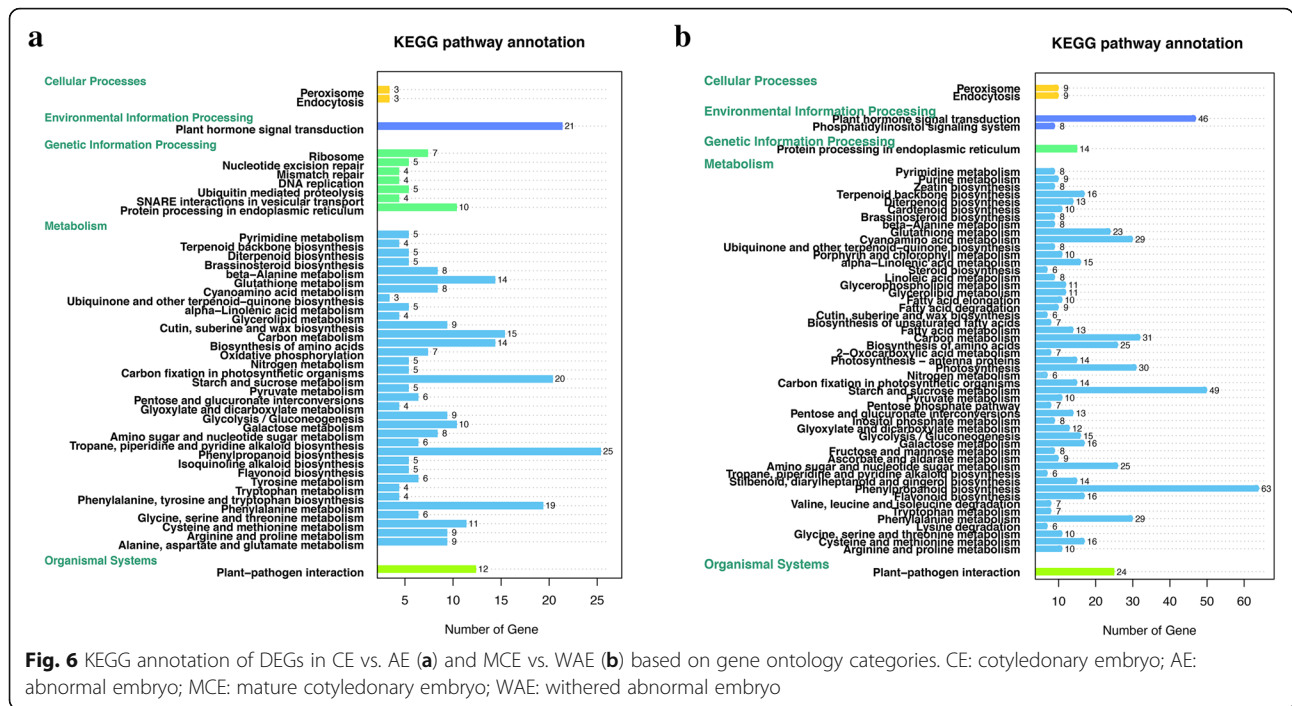 a
KEGG pathway annotation
Cellular Processes
Peroxisome 3
Endocytosis 3
Environmental Information Processing
Plant hormone signal transduction 21
Genetic Information Processing
Ribosome 7
Nucleotide excision repair 5
Mismatch repair 4
DNA replication 4
Ubiquitin mediated proteolysis 5
SNARE interactions in vesicular transport 4
Protein processing in endoplasmic reticulum 10
Metabolism
Pyrimidine metabolism 5
Terpenoid backbone biosynthesis 4
Diterpenoid biosynthesis 5
Brassinosteroid biosynthesis 5
beta−Alanine metabolism 8
Glutathione metabolism 14
Cyanoamino metabolism 8
Ubiquinone and other terpenoid−quinone biosynthesis 3
alpha−Linolenic acid metabolism 5
Glycerolipid metabolism 4
Cutin, suberine and wax biosynthesis 9
Carbon metabolism 15
Biosynthesis of amino acids 14
Oxidative phosphorylation 7
Nitrogen metabolism 5
Carbon fixation in photosynthetic organisms 5
Starch and sucrose metabolism 20
Pyruvate metabolism 5
Pentose and glucuronate interconversions 6
Glyoxylate and dicarboxylate metabolism 4
Glycolysis / Gluconeogenesis 9
Galactose metabolism 10
Amino sugar and nucleotide sugar metabolism 8
Tropane, piperidine and pyridine alkaloid biosynthesis 6
Phenylpropanoid biosynthesis 25
Isoquinoline alkaloid biosynthesis 5
Flavonoid biosynthesis 5
Tyrosine metabolism 6
Tryptophan metabolism 4
Phenylalanine, tyrosine and tryptophan biosynthesis 4
Phenylalanine metabolism 19
Glycine, serine and threonine metabolism 6
Cysteine and methionine metabolism 11
Arginine and proline metabolism 9
Alanine, aspartate and glutamate metabolism 9
Organismal Systems
Plant−pathogen interaction 12
5 10 15 20 25
Number of Gene
b
KEGG pathway annotation
Cellular Processes
Peroxisome 9
Endocytosis 9
Environmental Information Processing
Plant hormone signal transduction 46
Phosphatidylinositol signaling system 8
Genetic Information Processing
Protein processing in endoplasmic reticulum 14
Metabolism
Pyrimidine metabolism 8
Purine metabolism 9
Zeatin biosynthesis 8
Terpenoid backbone biosynthesis 16
Diterpenoid biosynthesis 13
Carotenoid biosynthesis 10
Brassinosteroid biosynthesis 8
beta−Alanine metabolism 8
Glutathione metabolism 23
Cyanoamino acid metabolism 29
Ubiquinone and other terpenoid−quinone biosynthesis 8
Porphyrin and chlorophyll metabolism 10
alpha−Linolenic acid metabolism 15
Steroid biosynthesis 6
Linoleic acid metabolism 8
Glycerophospholipid metabolism 11
Glycerolipid metabolism 11
Fatty acid elongation 10
Fatty acid degradation 9
Cutin, suberine and wax biosynthesis 6
Biosynthesis of unsaturated fatty acids 7
Fatty acid metabolism 13
Carbon metabolism 31
Biosynthesis of amino acids 25
2−Oxocarboxylic acid metabolism 7
Photosynthesis − antenna proteins 14
Photosynthesis 30
Nitrogen metabolism 6
Carbon fixation in photosynthetic organisms 14
Starch and sucrose metabolism 49
Pyruvate metabolism 10
Pentose phosphate pathway 7
Pentose and glucuronate interconversions 13
Inositol phosphate metabolism 8
Glyoxylate and dicarboxylate metabolism 12
Glycolysis / Gluconeogenesis 15
Galactose metabolism 16
Fructose and mannose metabolism 8
Ascorbate and aldarate metabolism 9
Amino sugar and nucleotide sugar metabolism 25
Tropane, piperidine and pyridine alkaloid biosynthesis 6
Stilbenoid, diarylheptanoid and gingerol biosynthesis 14
Phenylpropanoid biosynthesis 63
Flavonoid biosynthesis 16
Valine, leucine and isoleucine degradation 7
Tryptophan metabolism 7
Phenylalanine metabolism 29
Lysine degradation 6
Glycine, serine and threonine metabolism 10
Cysteine and methionine metabolism 16
Arginine and proline metabolism 10
Organismal Systems
Plant−pathogen interaction 24
10 20 30 40 50 60
Number of Gene
Fig. 6 KEGG annotation of DEGs in CE vs. AE (a) and MCE vs. WAE (b) based on gene ontology categories. CE: cotyledonary embryo; AE:
abnormal embryo; MCE: mature cotyledonary embryo; WAE: withered abnormal embryo